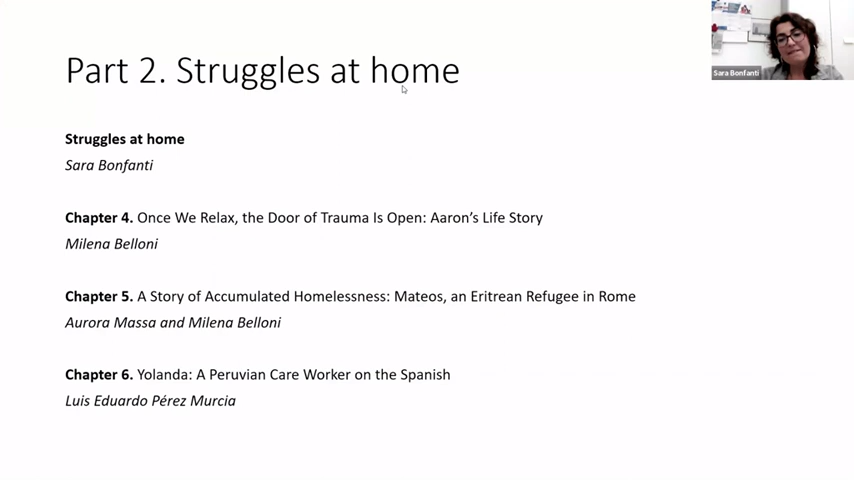 Part 2. Struggles at home
Sara Bonfanti
Struggles at home
Sara Bonfanti
Chapter 4. Once We Relax, the Door of Trauma Is Open: Aaron’s Life Story
Milena Belloni
Chapter 5. A Story of Accumulated Homelessness: Mateos, an Eritrean Refugee in Rome
Aurora Massa and Milena Belloni
Chapter 6. Yolanda: A Peruvian Care Worker on the Spanish
Luis Eduardo Pérez Murcia